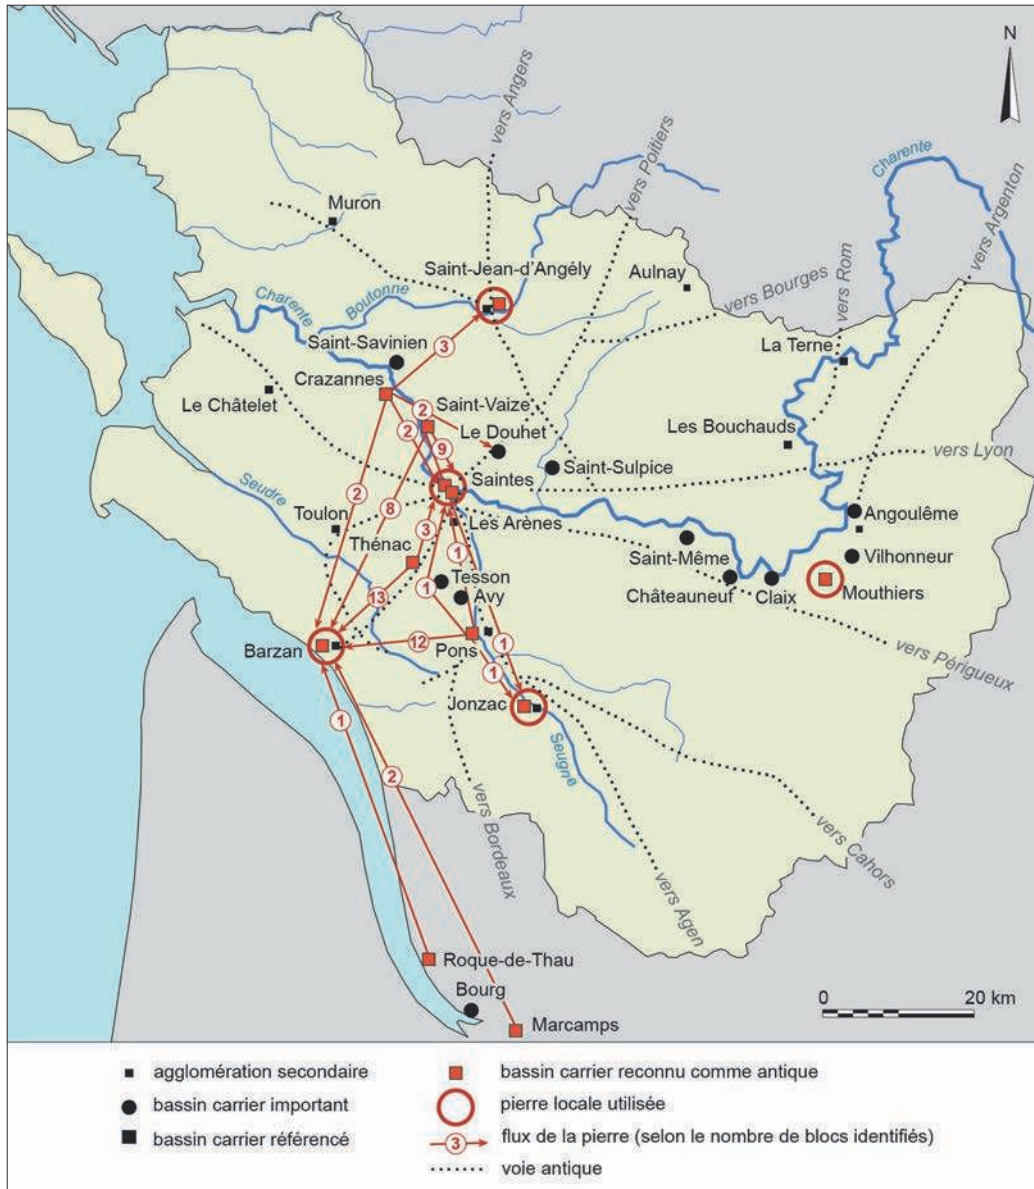 N
vers Angers
vers Poitiers
Charente
vers Argenton
Muron
Saint-Jean-d'Angély
Aulnay
vers Bourges
vers Rom
Charente
Boutonne
3
Saint-Savinien
La Terne
Crazannes
Le Châtelet
2
Saint-Vaize
2
Le Douhet
Les Bouchauds
9
Saint-Sulpice
vers Lyon
Saintes
Seudre
2
8
Toulon
3
Les Arènes
Angoulême
Thénac
1
Saint-Même
Vilhonneur
1
Tesson
Châteauneuf
Claix
Mouthiers
13
Avy
12
Barzan
Pons
1
vers Périgueux
1
Jonzac
1
Seugne
2
vers Bordeaux
vers Cahors
vers Agen
Roque-de-Thau
Bourg
0 20 km
Marcamps
agglomération secondaire
bassin carrier important
bassin carrier référencé
bassin carrier reconnu comme antique
pierre locale utilisée
3 flux de la pierre (selon le nombre de blocs identifiés)
voie antique